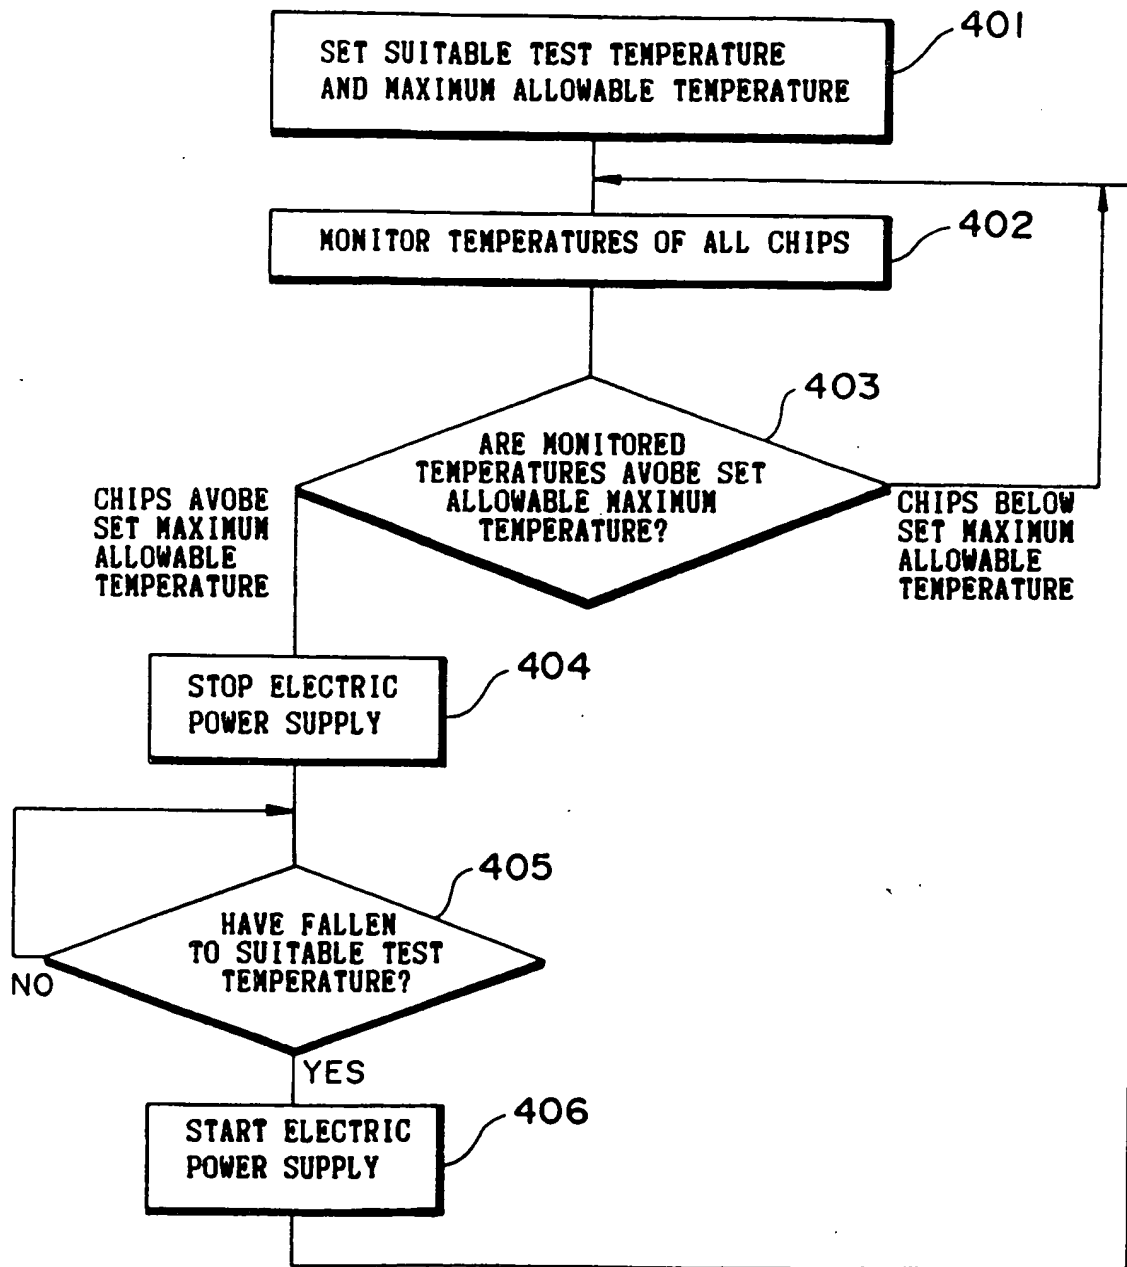 401
SET SUITABLE TEST TEMPERATURE
AND MAXIMUM ALLOWABLE TEMPERATURE
402
MONITOR TEMPERATURES OF ALL CHIPS
403
ARE MONITORED
TEMPERATURES AVOBE SET
ALLOWABLE MAXIMUM
TEMPERATURE?
CHIPS AVOBE
SET MAXIMUM
ALLOWABLE
TEMPERATURE
CHIPS BELOW
SET MAXIMUM
ALLOWABLE
TEMPERATURE
404
STOP ELECTRIC
POWER SUPPLY
405
HAVE FALLEN
TO SUITABLE TEST
TEMPERATURE?
NO
YES
406
START ELECTRIC
POWER SUPPLY